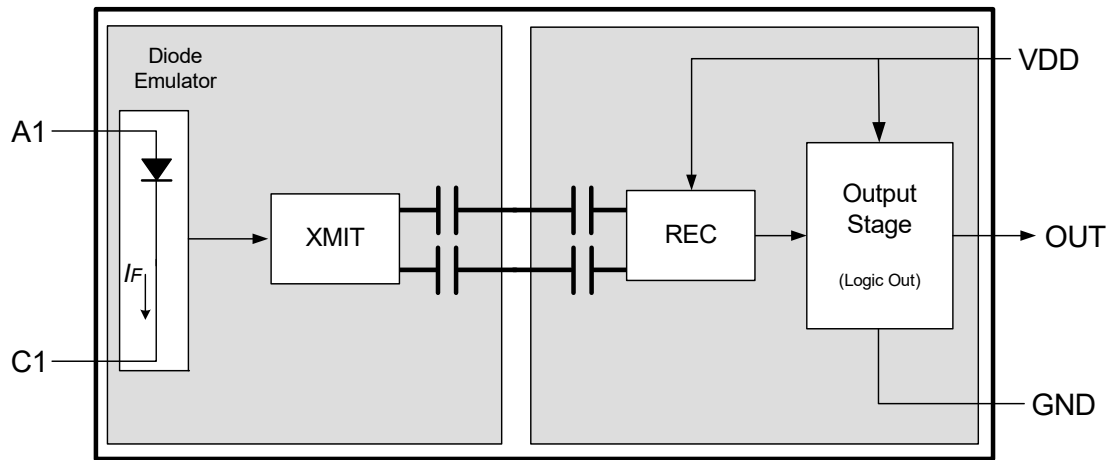 Diode
Emulator
A1
IF
C1
XMIT
REC
VDD
Output
Stage
(Logic Out)
OUT
GND